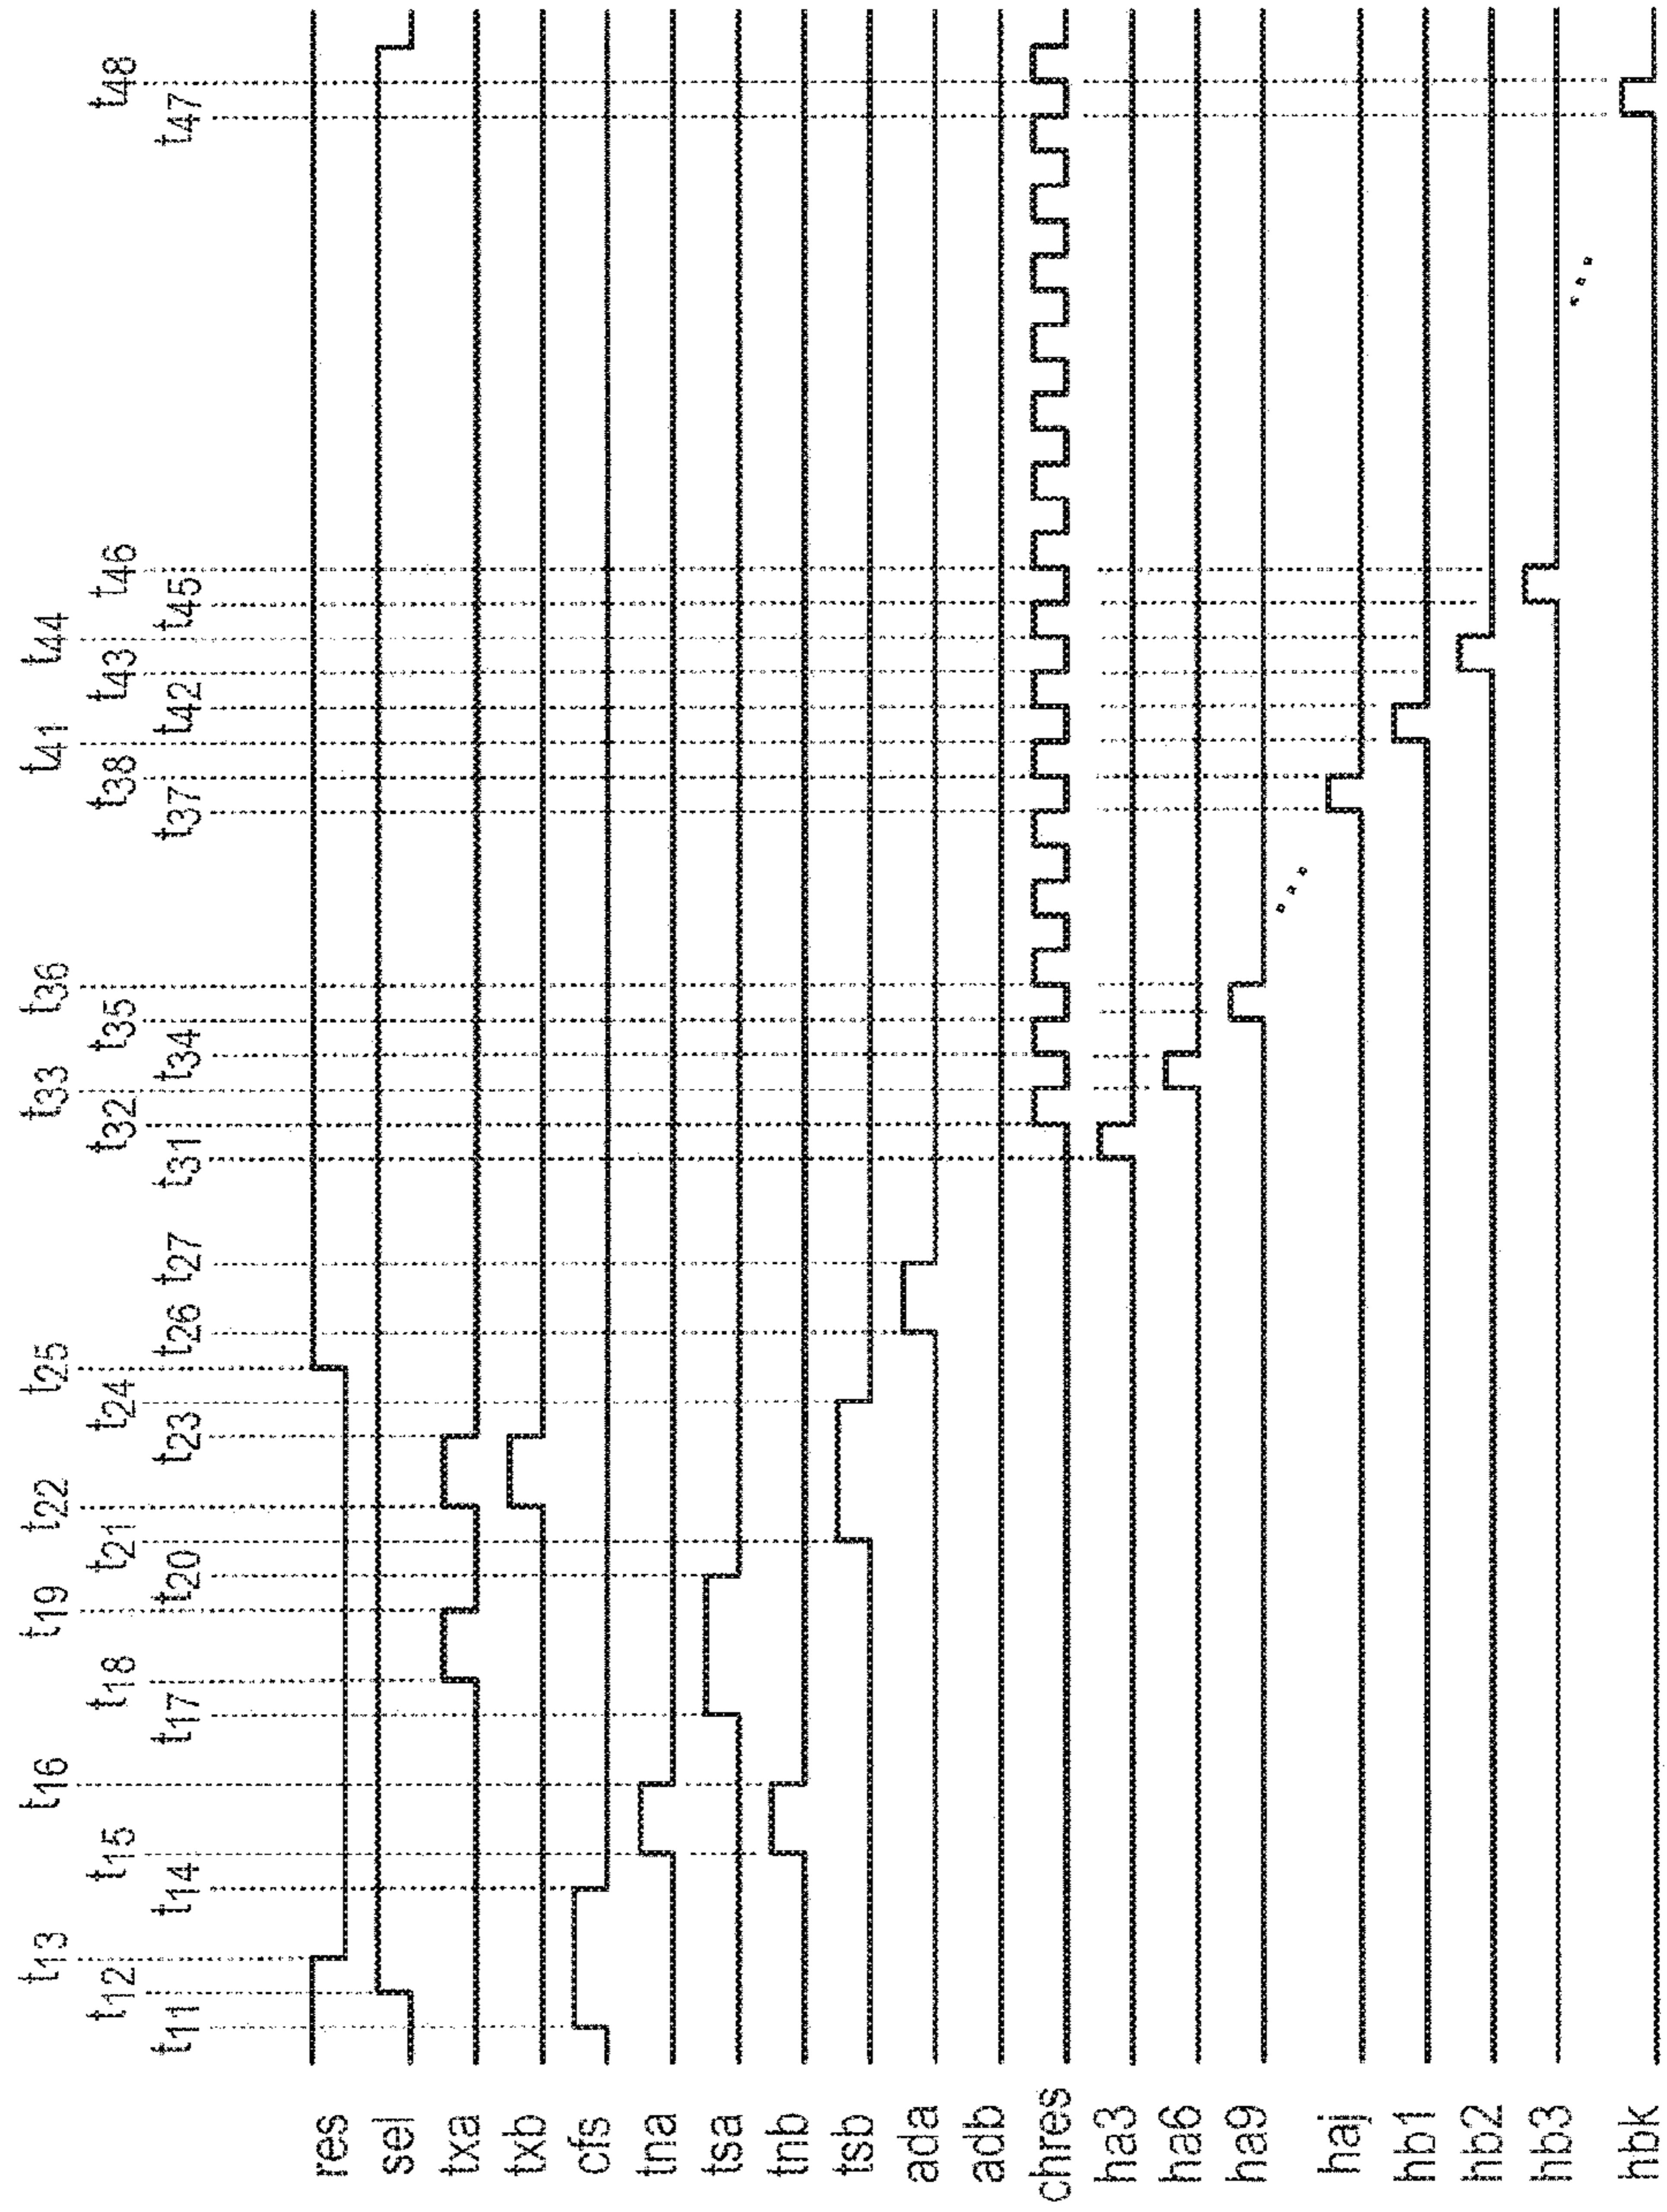 t13 t16 t19 t22 t25 t33 t36 t41 t44
t12 t15 t18 t21 t24 t32 t35 t38 t43 t46 t48
t11 t14 t17 t20 t23 t26 t27 t31 t34 t37 t42 t45 t47
res
sel
txa
txb
cfs
tna
tsa
tnb
tsb
ada
adb
chres
ha3
ha6
ha9
haj
hb1
hb2
hb3
hbk